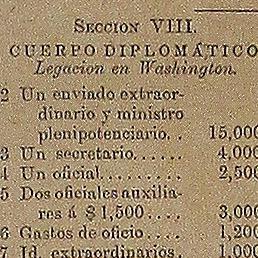 SECCION VIII.
CUERPO DIPLOMÁTICO
Legacion en Washington.
2 Un enviado extraor-
dinario y ministro
plenipotenciario. . 15,000
3 Un secretario...... 4,000
4 Un oficial........ 2,500
5 Dos oficiales auxilia-
res á $1,500.... 3,000
6 Gastos de oficio.... 1,200
7 Id. extraordinarios. 1,000